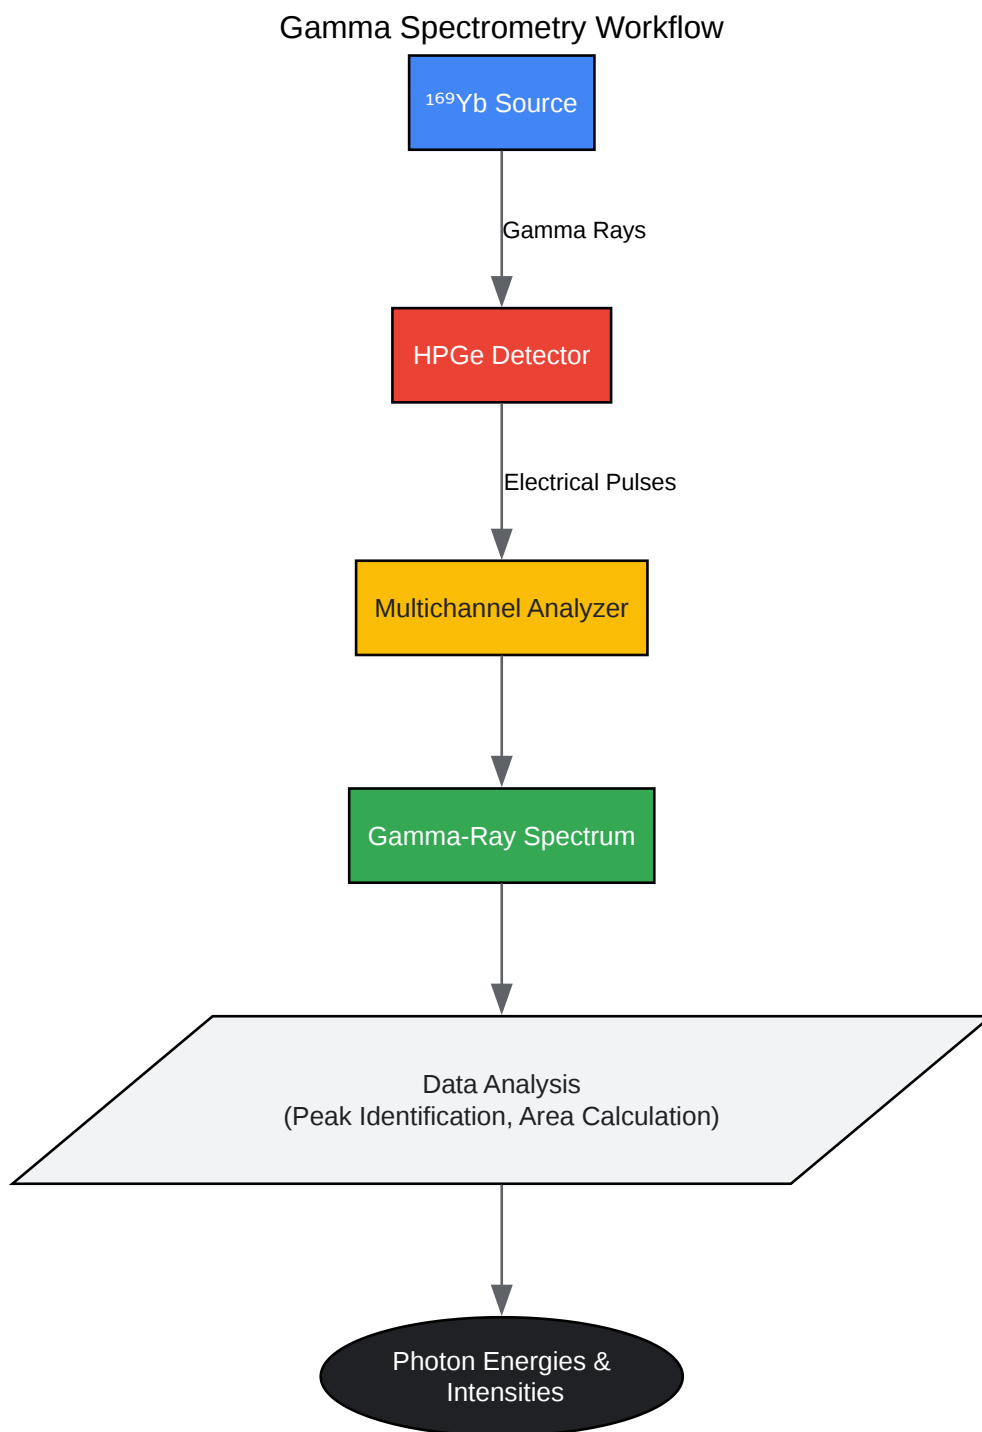 Gamma Spectrometry Workflow
¹⁶⁹Yb Source
Gamma Rays
HPGe Detector
Electrical Pulses
Multichannel Analyzer
Gamma-Ray Spectrum
Data Analysis
(Peak Identification, Area Calculation)
Photon Energies &
Intensities